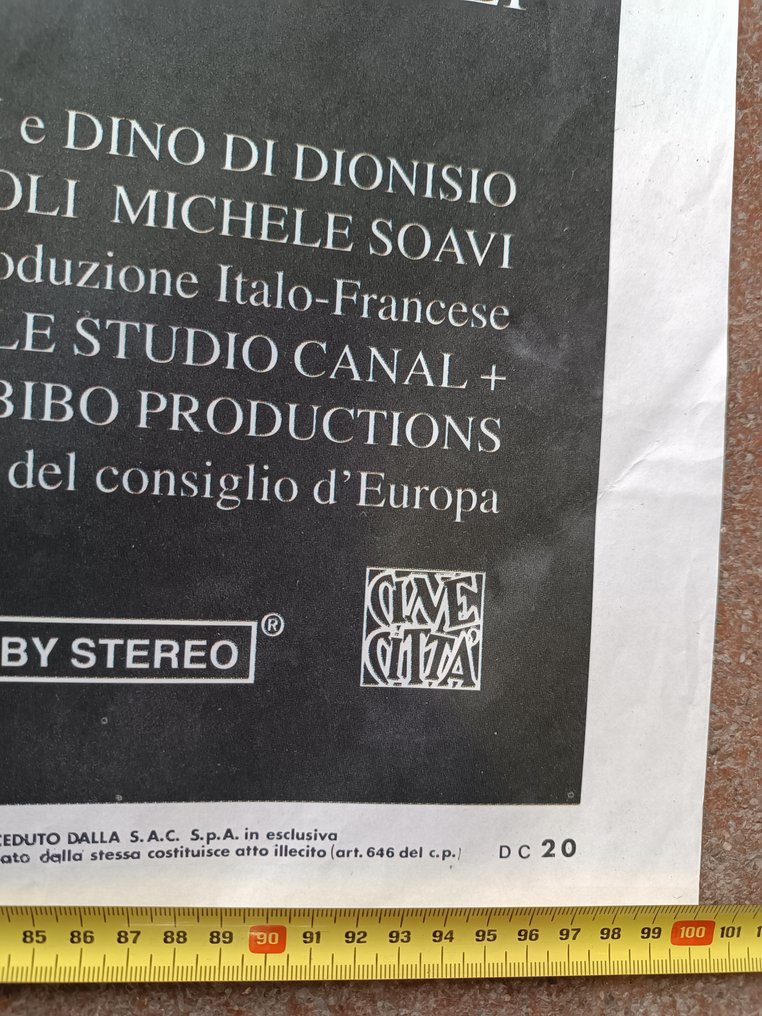 e DINO DI DIONISIO
OLI MICHELE SOAVI
oduzione Italo-Francese
LE STUDIO CANAL +
BIBO PRODUCTIONS
del consiglio d'Europa
BY STEREO ®
CINE
CITTA'
CEDUTO DALLA S.A.C. S.p.A. in esclusiva
ato dalla stessa costituisce atto illecito (art. 646 del c.p.)
DC 20
85 86 87 88 89 90 91 92 93 94 95 96 97 98 99 100 101